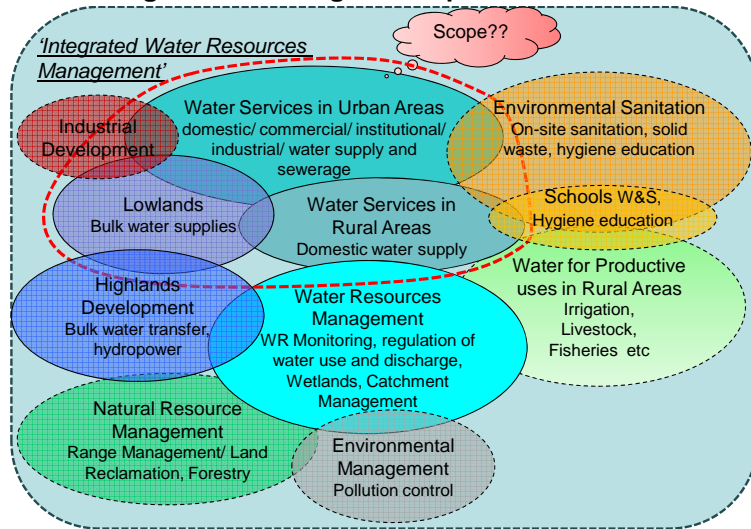 Scope??
'Integrated Water Resources
Management'
Water Services in Urban Areas
domestic/ commercial/ institutional/
industrial/ water supply and
sewerage
Environmental Sanitation
On-site sanitation, solid
waste, hygiene education
Industrial
Development
Lowlands
Bulk water supplies
Water Services in
Rural Areas
Domestic water supply
Schools W&S,
Hygiene education
Highlands
Development
Bulk water transfer,
hydropower
Water Resources
Management
WR Monitoring, regulation of
water use and discharge,
Wetlands, Catchment
Management
Water for Productive
uses in Rural Areas
Irrigation,
Livestock,
Fisheries etc
Natural Resource
Management
Range Management/ Land
Reclamation, Forestry
Environmental
Management
Pollution control